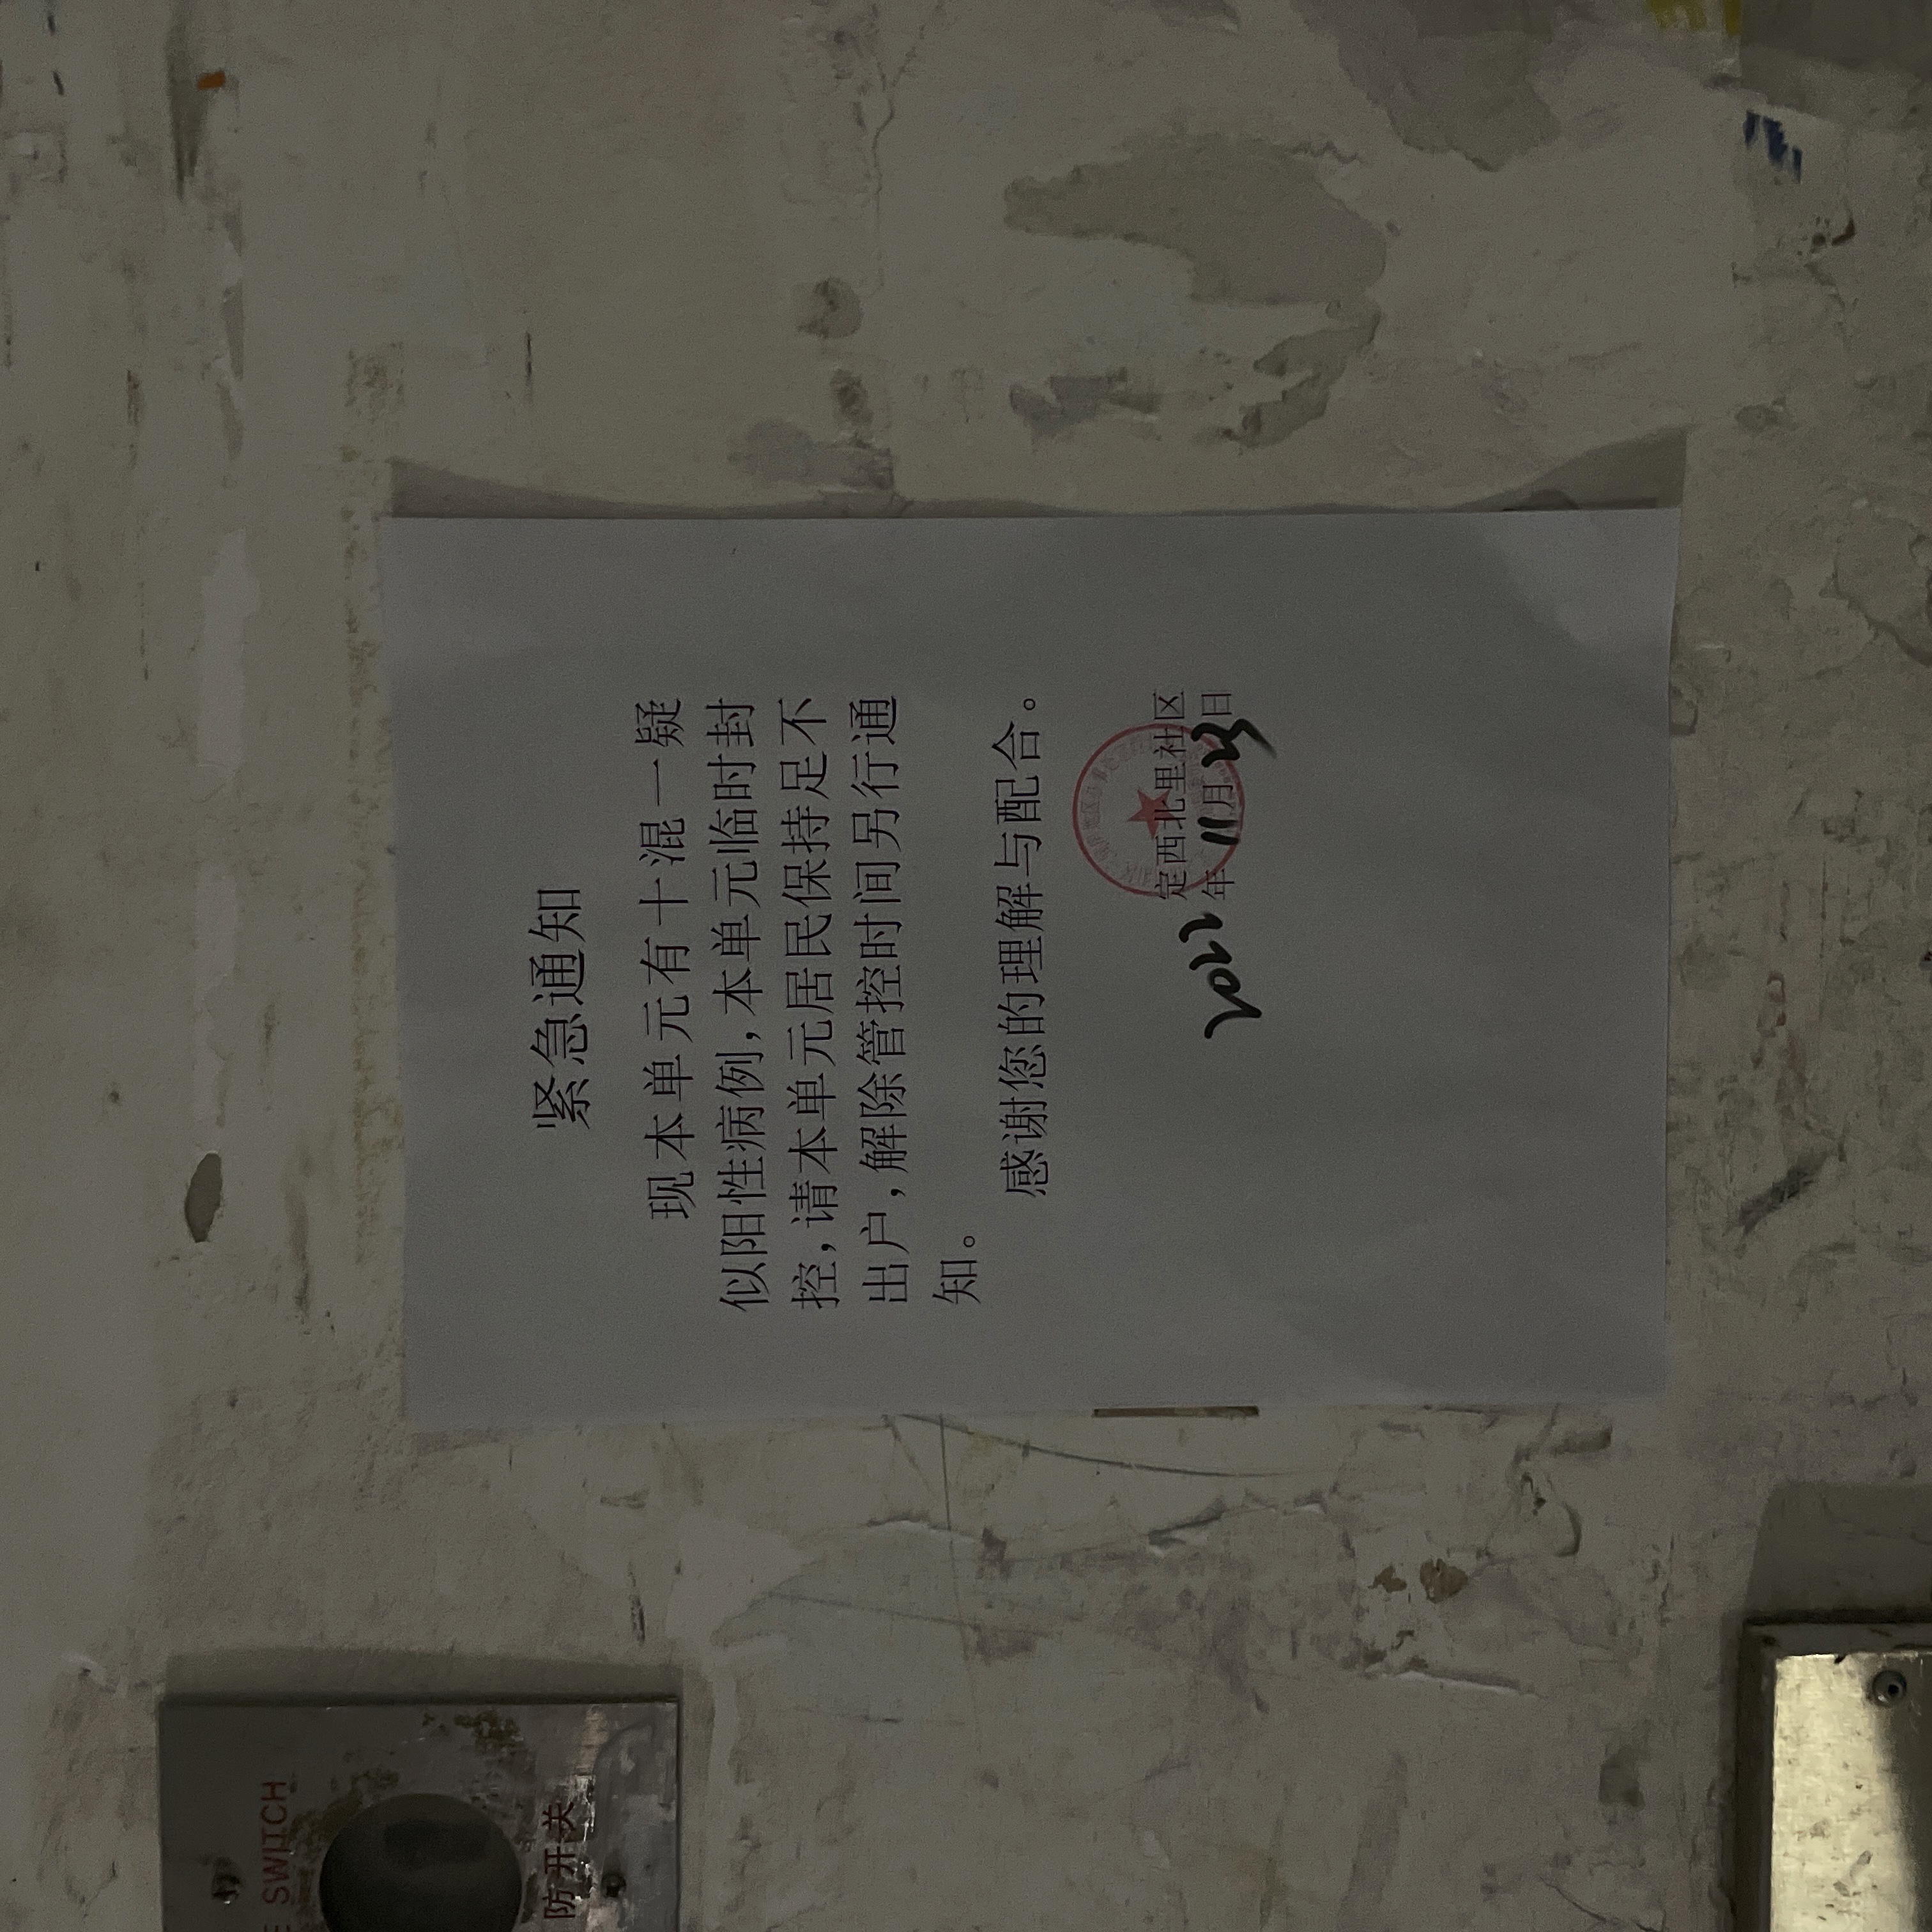 E SWITCH
防开关
紧急通知
现本单元有十混一疑
似阳性病例，本单元临时封
控，请本单元居民保持足不
出户，解除管控时间另行通
知。
感谢您的理解与配合。
定西北里社区
2022年11月23日